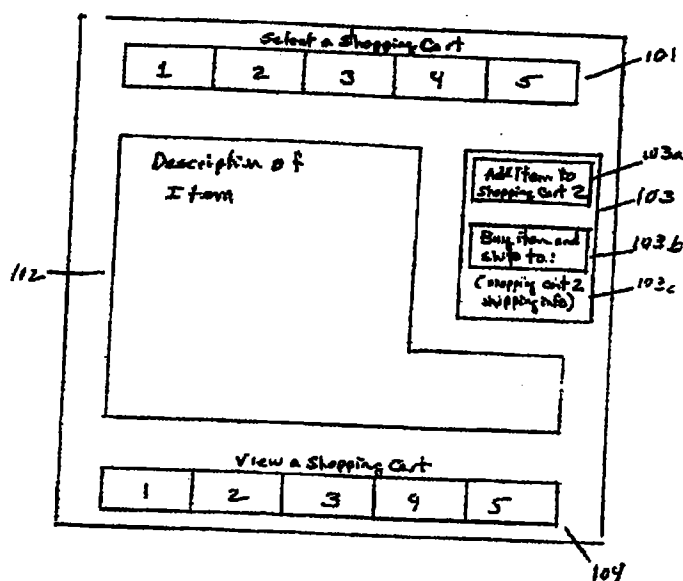 Select a Shopping Cart
1 2 3 4 5
101
Description of
Item
Add Item to
Shopping Cart 2
103a
103
Buy item and
ship to:
103b
(shopping cart 2
shipping info)
103c
102
View a Shopping Cart
1 2 3 4 5
104